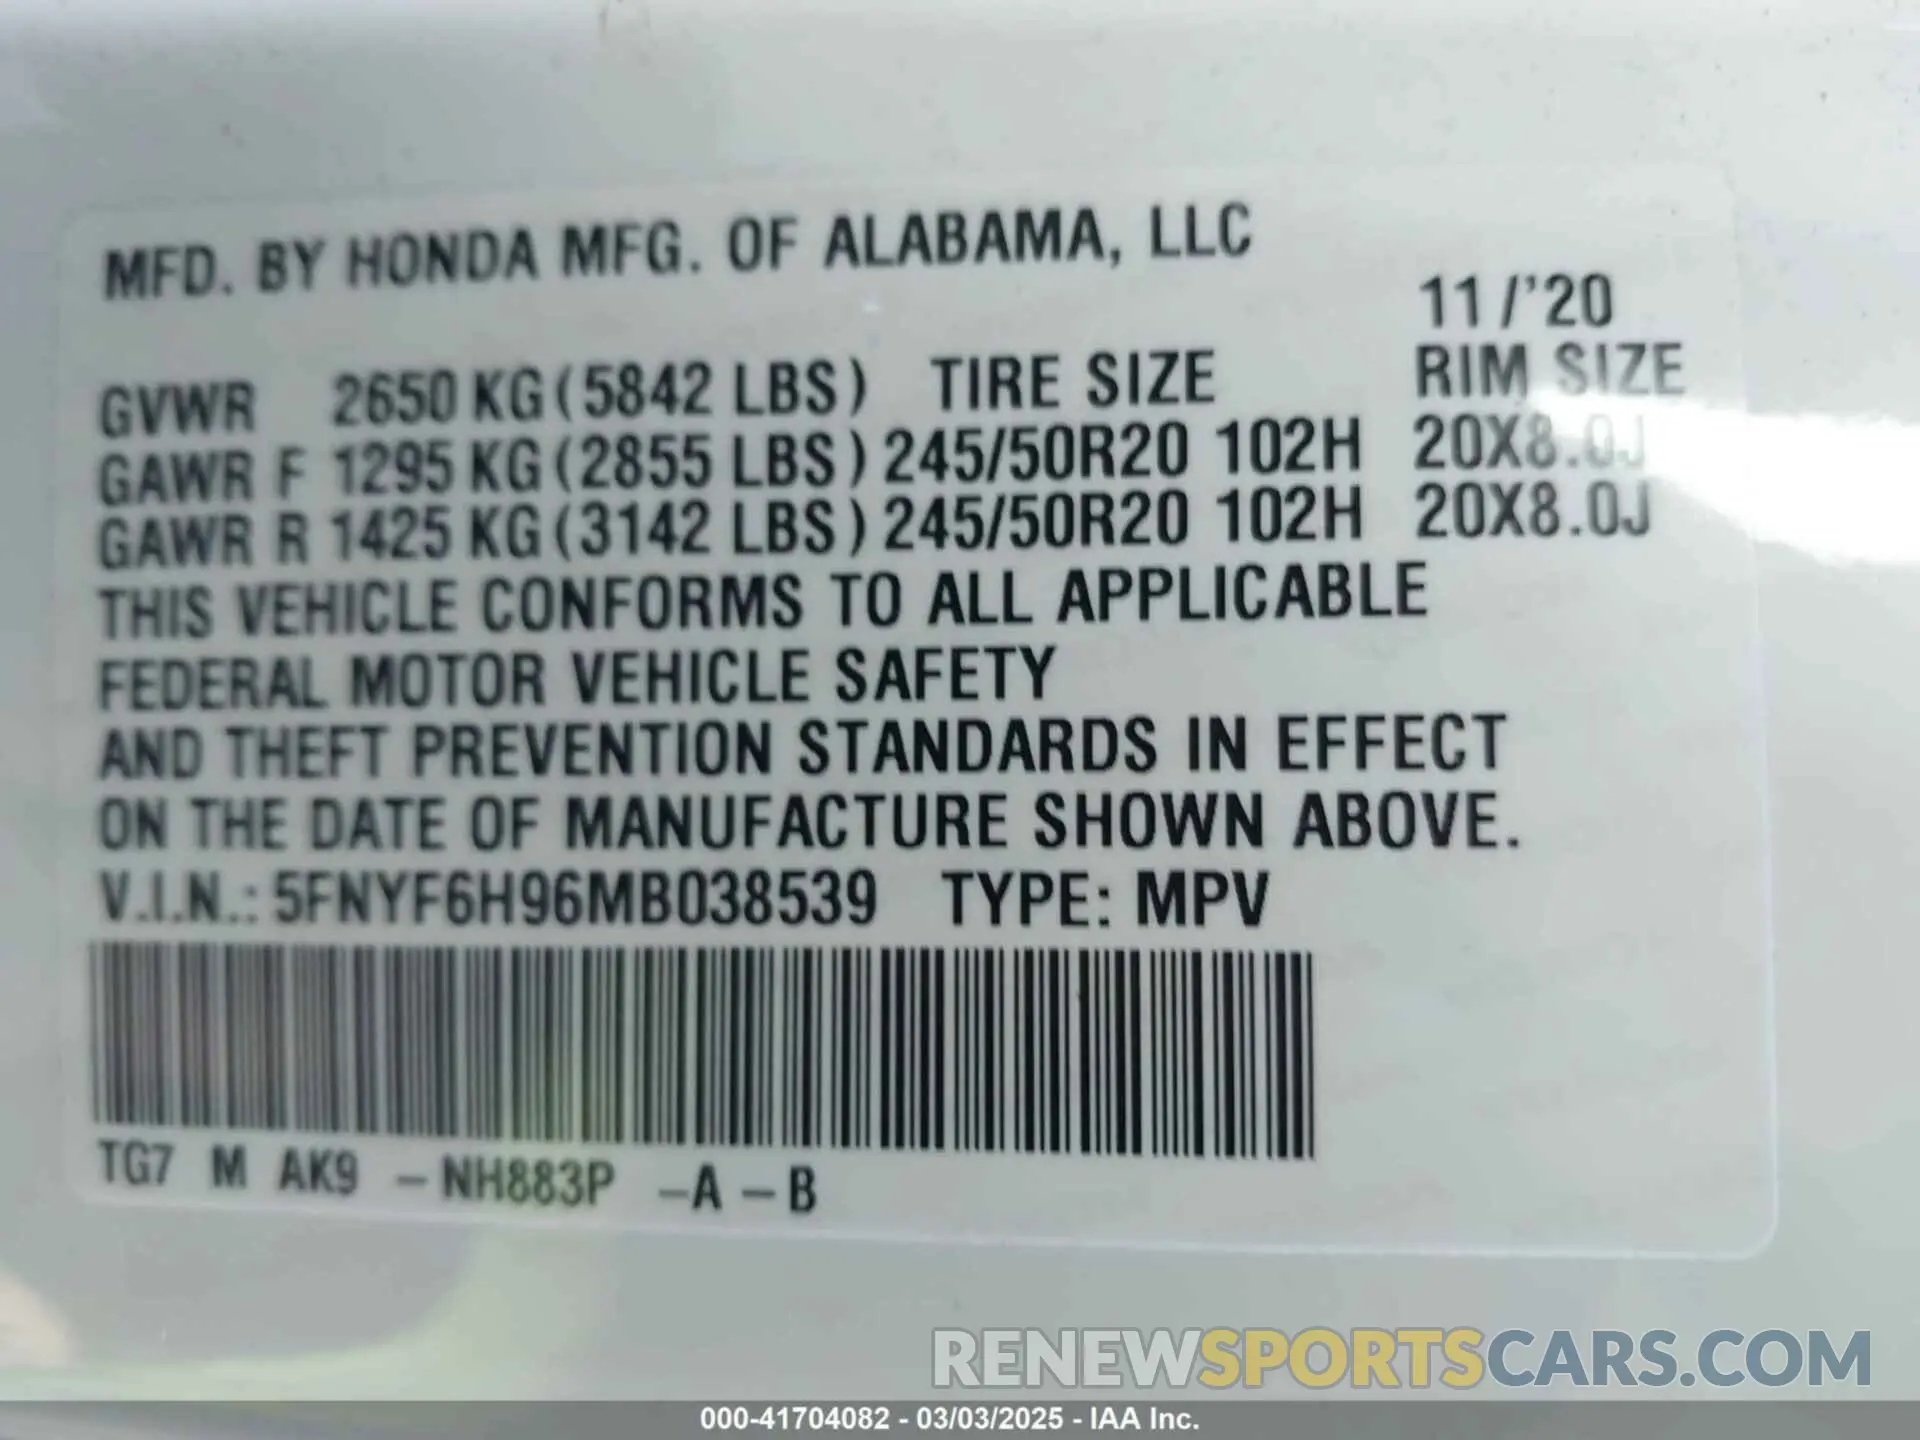 MFD. BY HONDA MFG. OF ALABAMA, LLC
11 /'20
GVWR 2650 KG (5842 LBS) TIRE SIZE RIM SIZE
GAWR F 1295 KG (2855 LBS) 245/50R20 102H 20X8.0J
GAWR R 1425 KG (3142 LBS) 245/50R20 102H 20X8.0J
THIS VEHICLE CONFORMS TO ALL APPLICABLE
FEDERAL MOTOR VEHICLE SAFETY
AND THEFT PREVENTION STANDARDS IN EFFECT
ON THE DATE OF MANUFACTURE SHOWN ABOVE.
V.I.N.: 5FNYF6H96MB038539 TYPE: MPV
TG7 M AK9 –NH883P –A –B
RENEWSPORTSCARS.COM
000-41704082 - 03/03/2025 - IAA Inc.